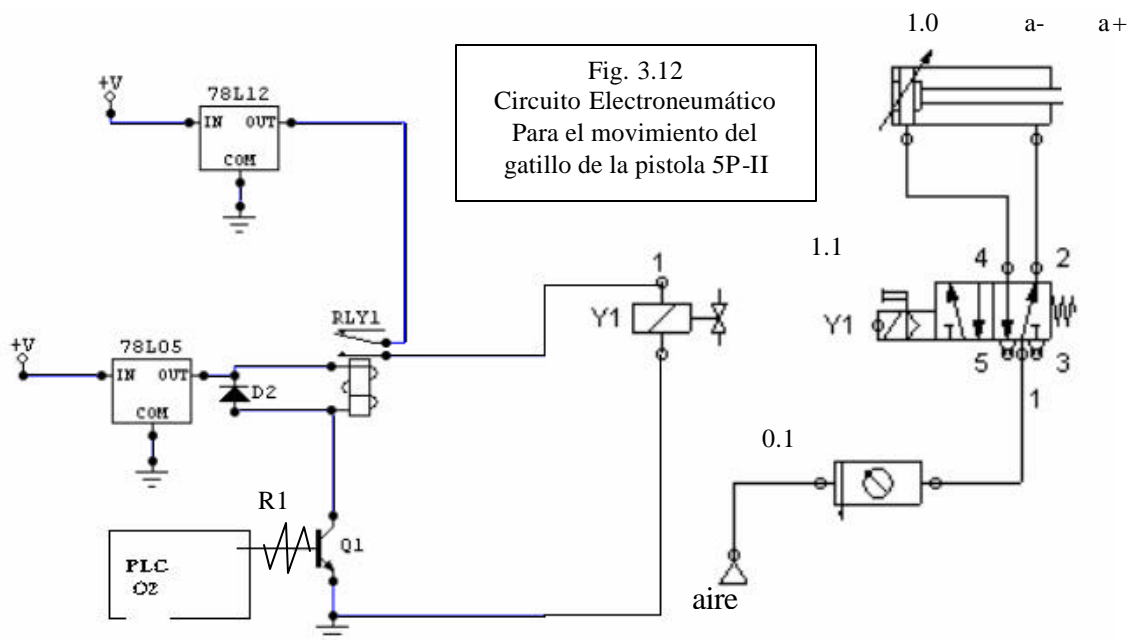 1.0 a- a+
Fig. 3.12
Circuito Electroneumático
Para el movimiento del
gatillo de la pistola 5P-II
+V
78L12
IN OUT
COM
1.1
4 2
1
Y1
Y1
5 3
1
RLY1
+V
78L05
IN OUT
D2
COM
0.1
R1
Q1
PLC
O2
aire